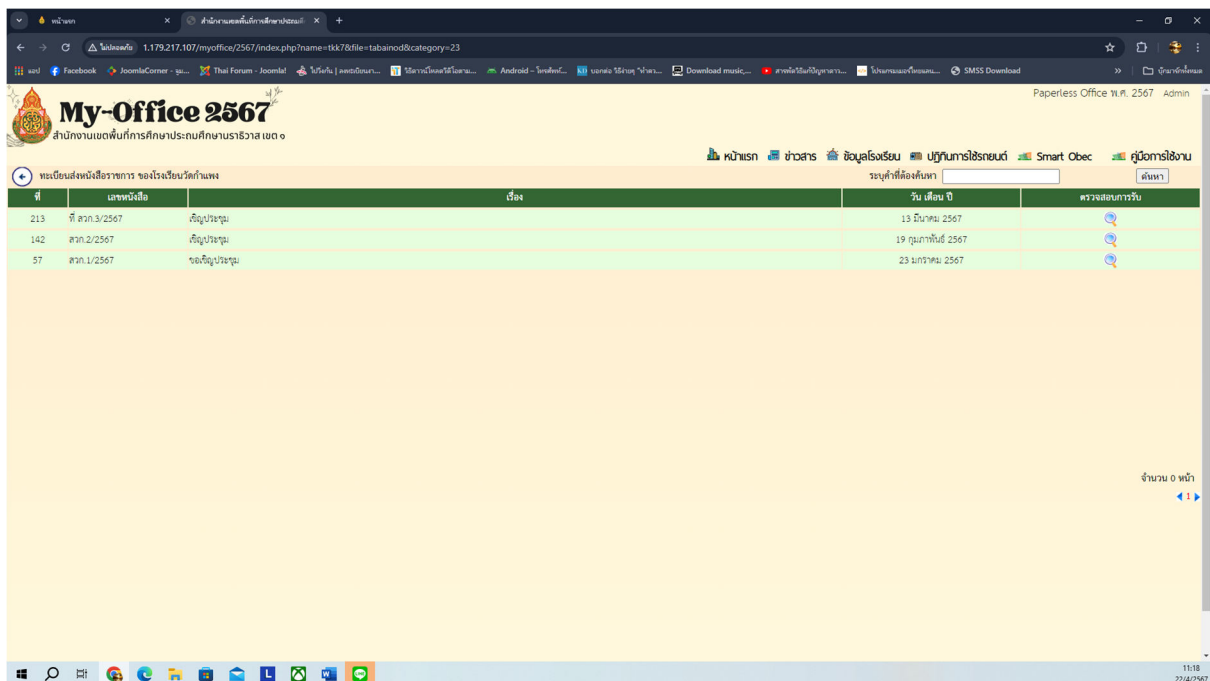 หน้าแรก
สำนักงานเขตพื้นที่การศึกษาประถมศึ
ไม่ปลอดภัย 1.179.217.107/myoffice/2567/index.php?name=tkk7&file=tabainod&category=23
แอป Facebook JoomlaCorner - Thai Forum - Joomla! Android – โทรศัพท์... Download music,... SMSS Download
My-Office 2567
สำนักงานเขตพื้นที่การศึกษาประถมศึกษานราธิวาส เขต ๑
Paperless Office พ.ศ. 2567 Admin
หน้าแรก ข่าวสาร ข้อมูลโรงเรียน ปฏิทินการใช้รถยนต์ Smart Obec คู่มือการใช้งาน
ทะเบียนส่งหนังสือราชการ ของโรงเรียนวัดกำแพง ระบุคำที่ต้องค้นหา ค้นหา
ที่ เลขหนังสือ เรื่อง วัน เดือน ปี ตรวจสอบการรับ
213 ที่ สวก.3/2567 เชิญประชุม 13 มีนาคม 2567
142 สวก.2/2567 เชิญประชุม 19 กุมภาพันธ์ 2567
57 สวก.1/2567 ขอเชิญประชุม 23 มกราคม 2567
จำนวน 0 หน้า
1
11:18
22/4/2567